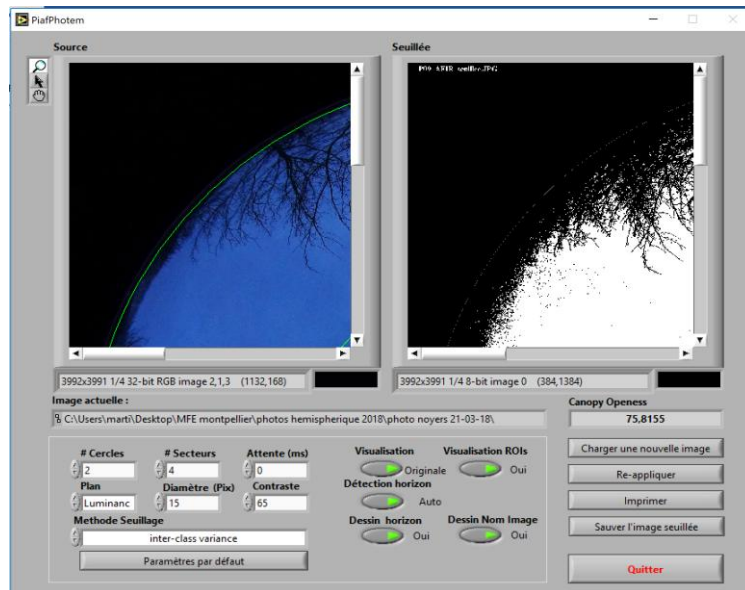 PiafPhotem
Source
Seuillée
3992x3991 1/4 32-bit RGB image 2,1,3 (1132,168)
3992x3991 1/4 8-bit image 0 (384,1384)
Image actuelle :
C:\Users\marti\Desktop\MFE montpellier\photos hemispherique 2018\photo noyers 21-03-18\
Canopy Openess
75,8155
# Cercles
2
# Secteurs
4
Attente (ms)
0
Plan
Luminanc
Diamètre (Pix)
15
Contraste
65
Methode Seuillage
inter-class variance
Paramètres par défaut
Visualisation
Originale
Visualisation ROIs
Oui
Détection horizon
Auto
Dessin horizon
Oui
Dessin Nom Image
Oui
Charger une nouvelle image
Re-appliquer
Imprimer
Sauver l'image seuillée
Quitter